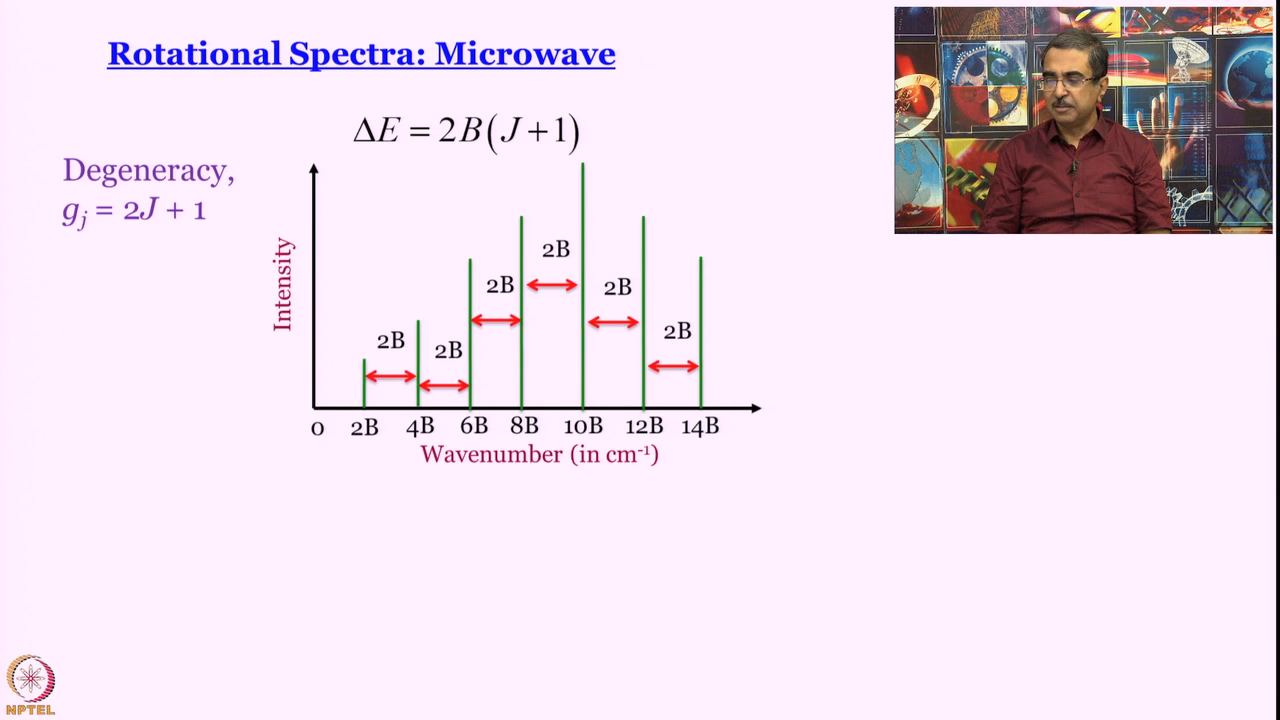 Rotational Spectra: Microwave
ΔE = 2B(J+1)
Degeneracy,
gj = 2J + 1
Intensity
2B
2B
2B
2B
2B
2B
0 2B 4B 6B 8B 10B 12B 14B
Wavenumber (in cm-1)
NPTEL